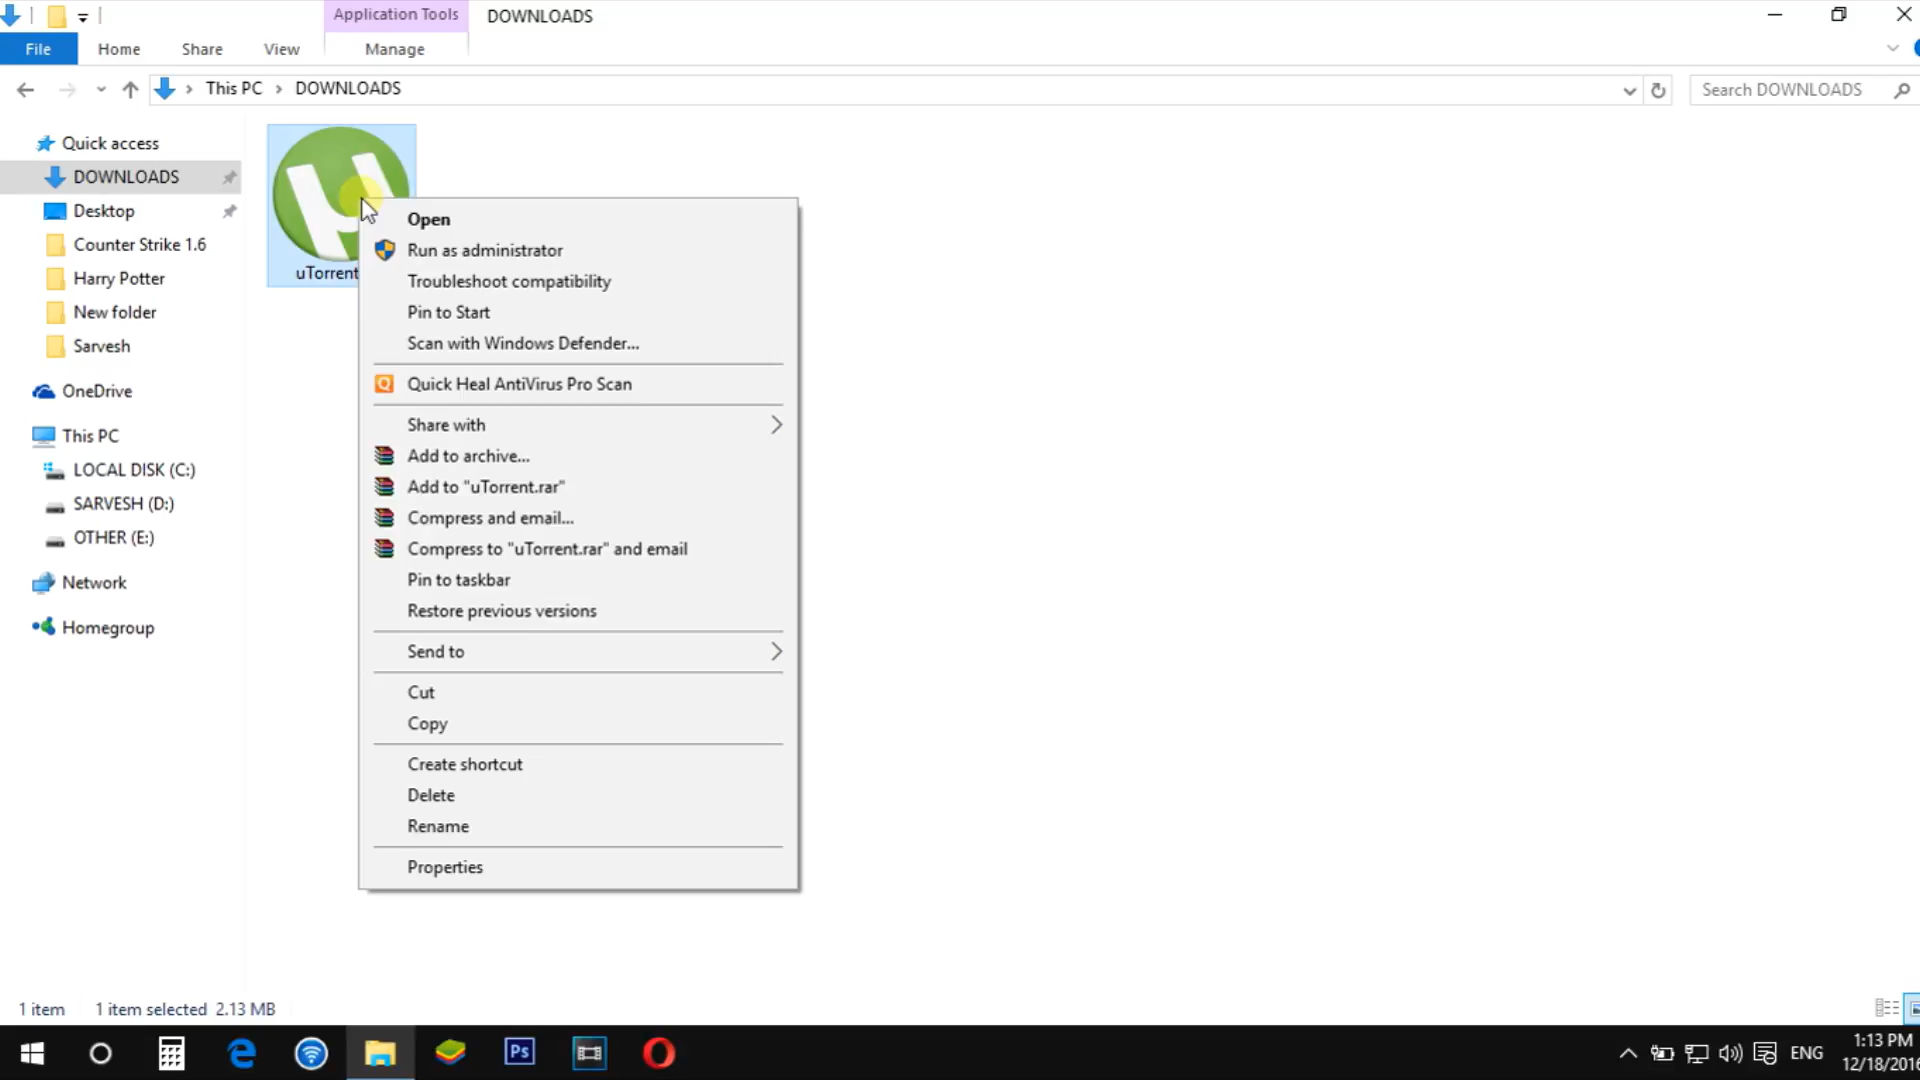 Application Tools
DOWNLOADS
File
Home
Share
View
Manage
This PC
DOWNLOADS
Search DOWNLOADS
Quick access
DOWNLOADS
Desktop
Counter Strike 1.6
Harry Potter
New folder
Sarvesh
OneDrive
This PC
LOCAL DISK (C:)
SARVESH (D:)
OTHER (E:)
Network
Homegroup
uTorrent
Open
Run as administrator
Troubleshoot compatibility
Pin to Start
Scan with Windows Defender...
Quick Heal AntiVirus Pro Scan
Share with
Add to archive...
Add to "uTorrent.rar"
Compress and email...
Compress to "uTorrent.rar" and email
Pin to taskbar
Restore previous versions
Send to
Cut
Copy
Create shortcut
Delete
Rename
Properties
1 item
1 item selected 2.13 MB
Ps
ENG
1:13 PM
12/18/2016